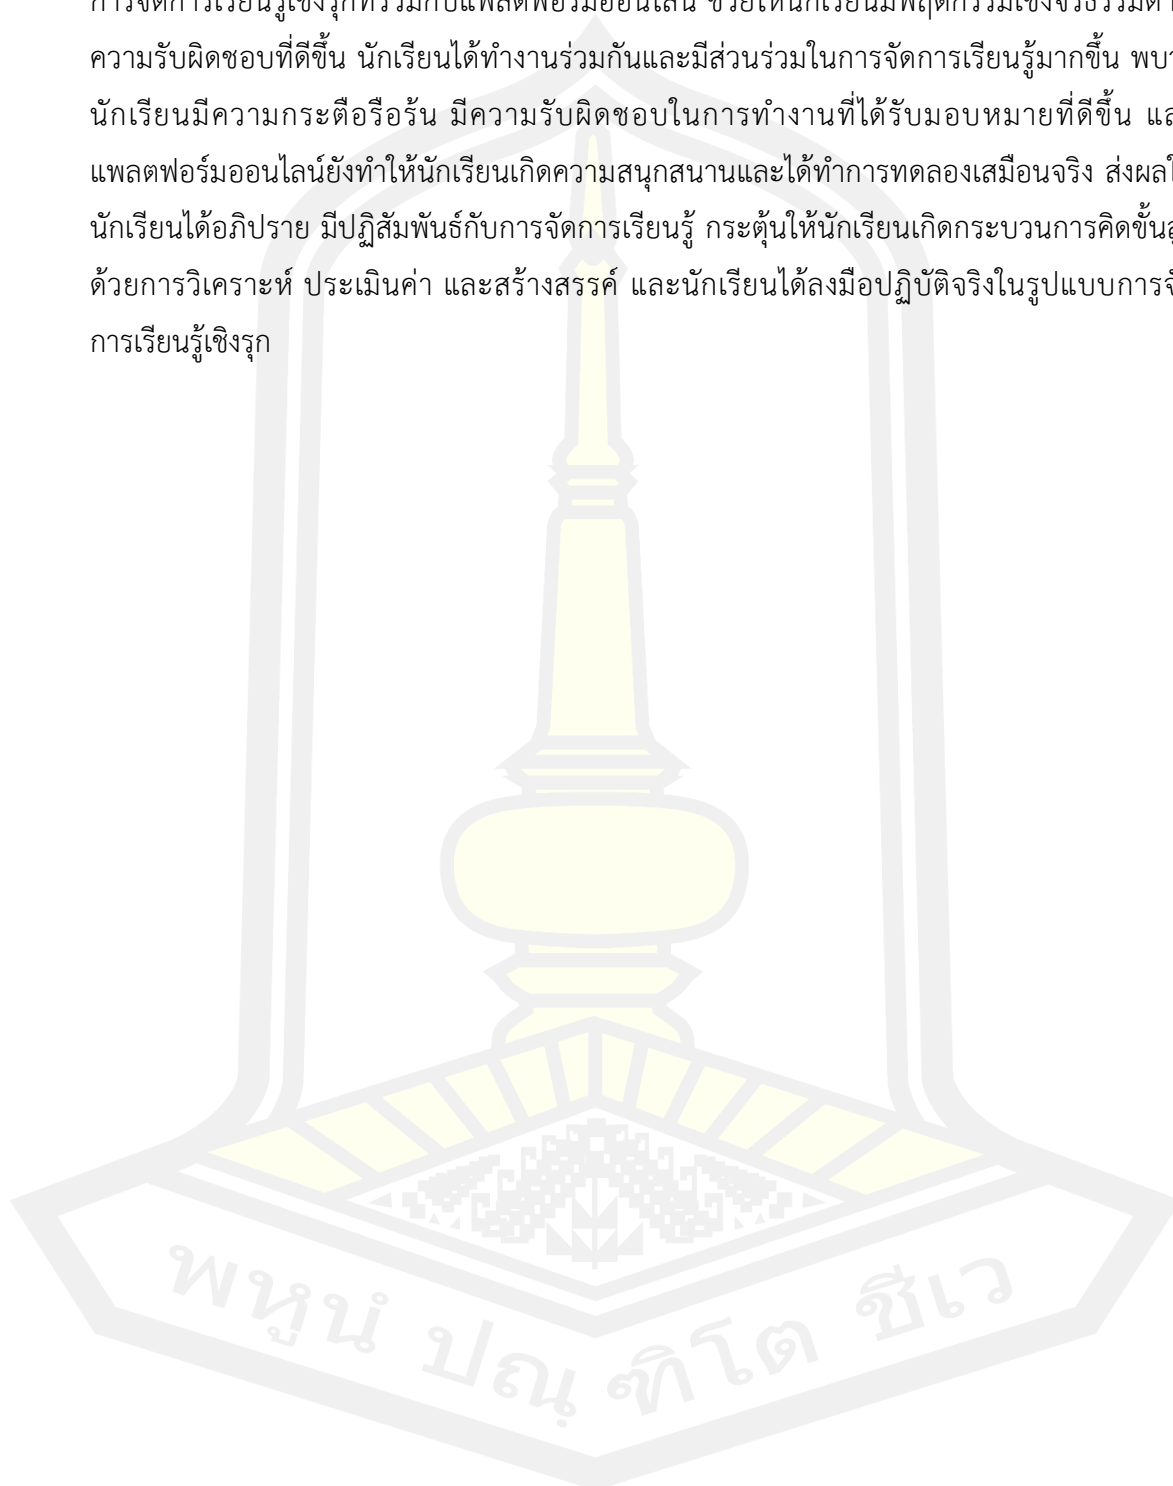 การจัดการเรียนรู้เชิงรุกที่ร่วมกับแพลตฟอร์มออนไลน์ ช่วยให้นักเรียนมีพฤติกรรมเชิงจริยธรรม
ความรับผิดชอบที่ดีขึ้น นักเรียนได้ทำงานร่วมกันและมีส่วนร่วมในการจัดการเรียนรู้มากขึ้น
นักเรียนมีความกระตือรือร้น มีความรับผิดชอบในการทำงานที่ได้รับมอบหมายที่ดีขึ้น
แพลตฟอร์มออนไลน์ยังทำให้นักเรียนเกิดความสนุกสนานและได้ทำการทดลองเสมือนจริง
นักเรียนได้อภิปราย มีปฏิสัมพันธ์กับการจัดการเรียนรู้ กระตุ้นให้นักเรียนเกิดกระบวนการคิด
ด้วยการวิเคราะห์ ประเมินค่า และสร้างสรรค์ และนักเรียนได้ลงมือปฏิบัติจริงในรูปแบบการ
การเรียนรู้เชิงรุก
พหูนํ ปณฺ ฑิโต ชีเว